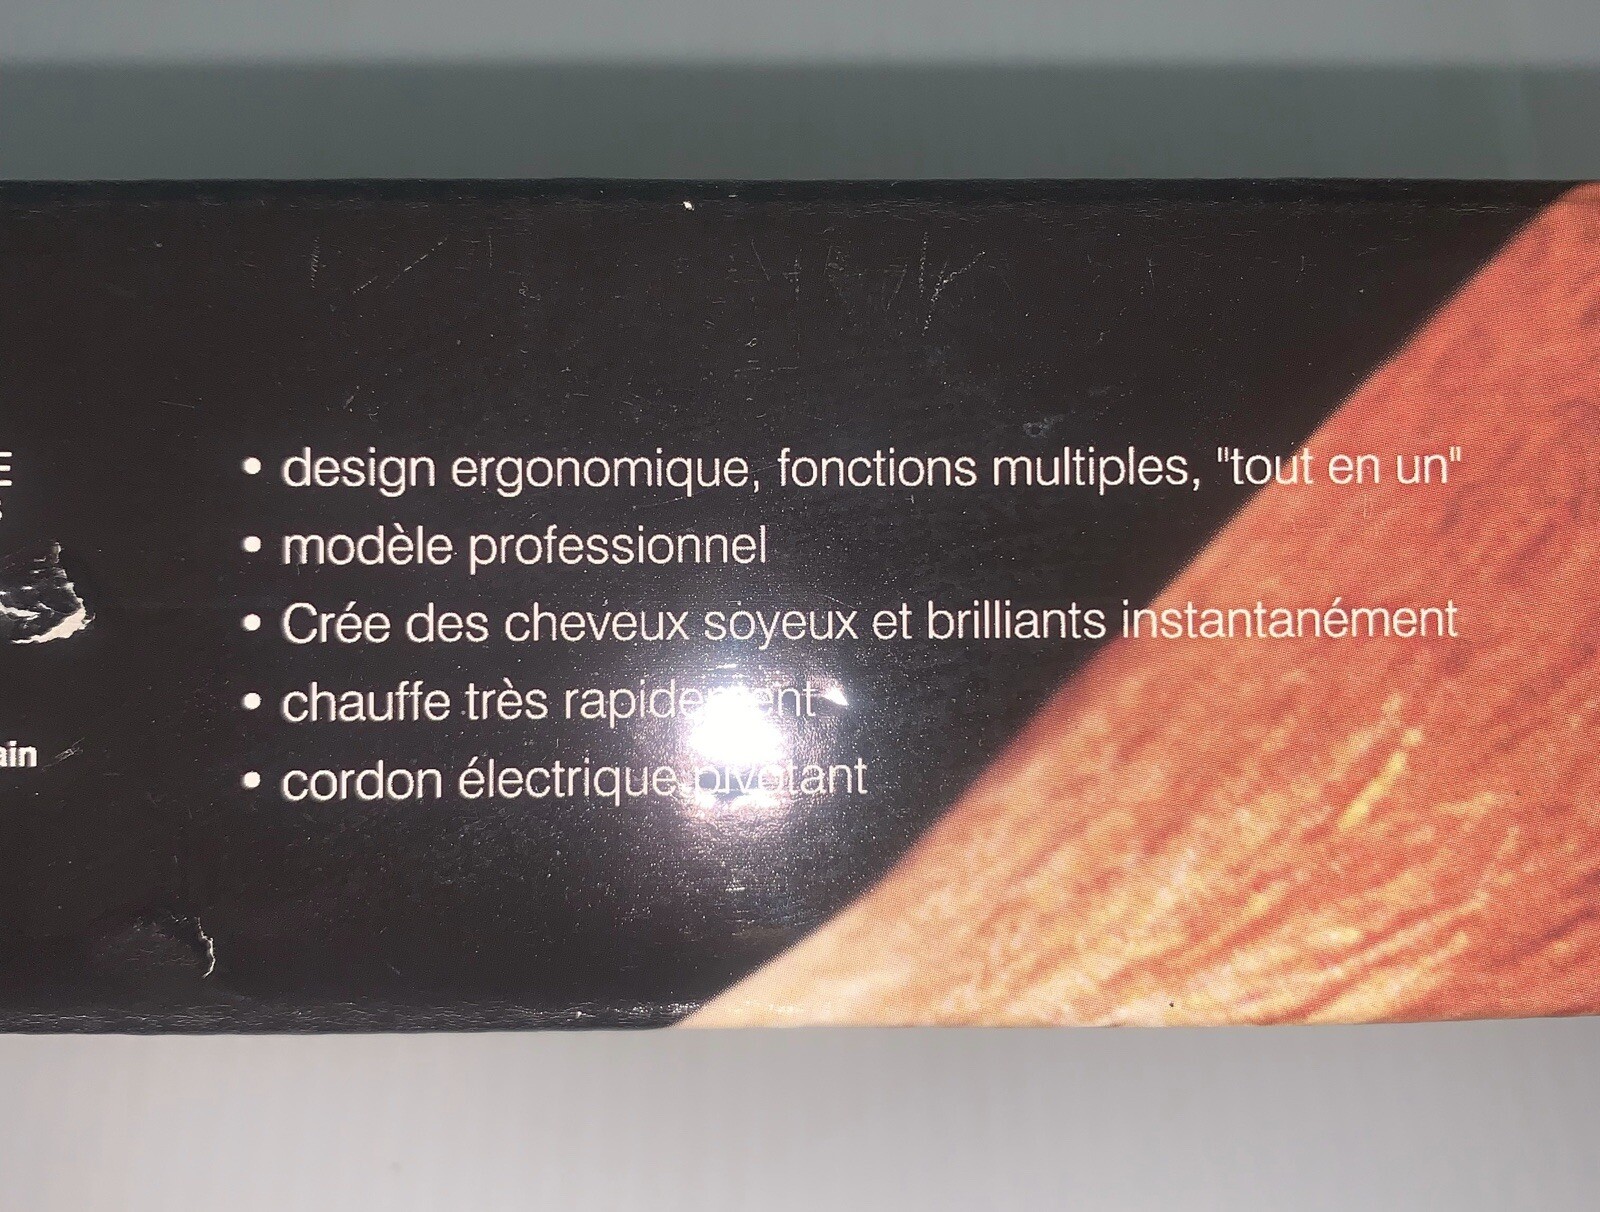 E
ain
• design ergonomique, fonctions multiples, "tout en un"
• modèle professionnel
• Crée des cheveux soyeux et brilliants instantanément
• chauffe très rapidement
• cordon électrique pivotant